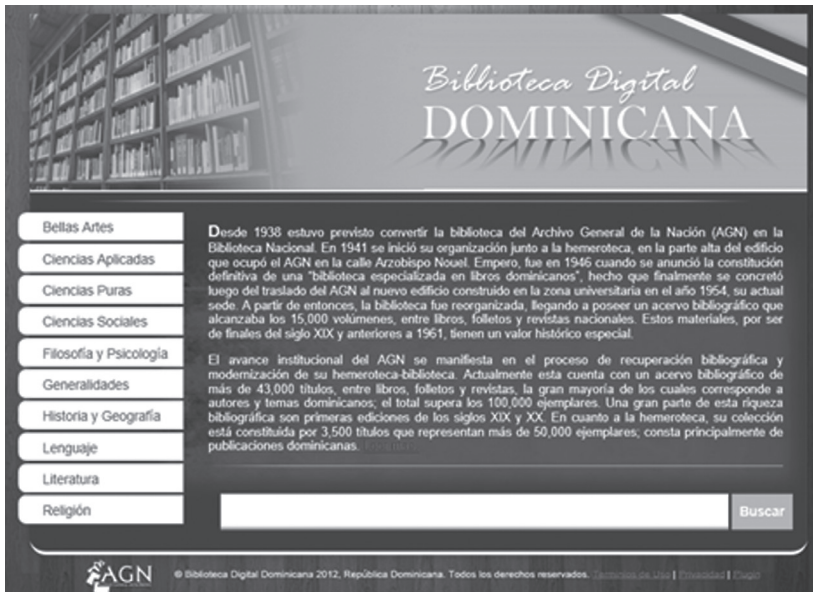 Biblioteca Digital
DOMINICANA
Bellas Artes
Ciencias Aplicadas
Ciencias Puras
Ciencias Sociales
Filosofía y Psicología
Generalidades
Historia y Geografía
Lenguaje
Literatura
Religión
Desde 1938 estuvo previsto convertir la biblioteca del Archivo General de la Nación (AGN) en la
Biblioteca Nacional. En 1941 se inició su organización junto a la hemeroteca, en la parte alta del edificio
que ocupó el AGN en la calle Arzobispo Nouel. Empero, fue en 1946 cuando se anunció la constitución
definitiva de una "biblioteca especializada en libros dominicanos", hecho que finalmente se concretó
luego del traslado del AGN al nuevo edificio construido en la zona universitaria en el año 1954, su actual
sede. A partir de entonces, la biblioteca fue reorganizada, llegando a poseer un acervo bibliográfico que
alcanzaba los 15,000 volúmenes, entre libros, folletos y revistas nacionales. Estos materiales, por ser
de finales del siglo XIX y anteriores a 1961, tienen un valor histórico especial.
El avance institucional del AGN se manifiesta en el proceso de recuperación bibliográfica y
modernización de su hemeroteca-biblioteca. Actualmente esta cuenta con un acervo bibliográfico de
más de 43,000 títulos, entre libros, folletos y revistas, la gran mayoría de los cuales corresponde a
autores y temas dominicanos; el total supera los 100,000 ejemplares. Una gran parte de esta riqueza
bibliográfica son primeras ediciones de los siglos XIX y XX. En cuanto a la hemeroteca, su colección
está constituida por 3,500 títulos que representan más de 50,000 ejemplares; consta principalmente de
publicaciones dominicanas.
Buscar
AGN
© Biblioteca Digital Dominicana 2012, República Dominicana. Todos los derechos reservados. Términos de Uso | Privacidad | Plugin